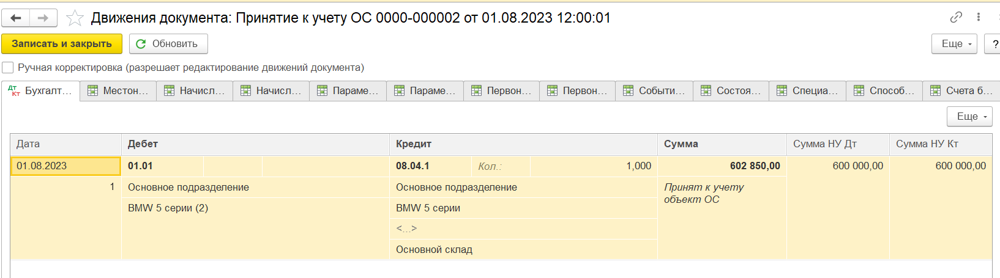 Движения документа: Принятие к учету ОС 0000-000002 от 01.08.2023 12:00:01
Записать и закрыть Обновить Еще ?
Ручная корректировка (разрешает редактирование движений документа)
Дт Кт Бухгалт... Местон... Начисл... Начисл... Параме... Параме... Первон... Первон... Событи... Состоя... Специа... Способ... Счета б...
Еще
Дата Дебет Кредит Сумма Сумма НУ Дт Сумма НУ Кт
01.08.2023 01.01 08.04.1 Кол.: 1,000 602 850,00 600 000,00 600 000,00
1 Основное подразделение Основное подразделение Принят к учету
объект ОС
BMW 5 серии (2) BMW 5 серии
<...>
Основной склад